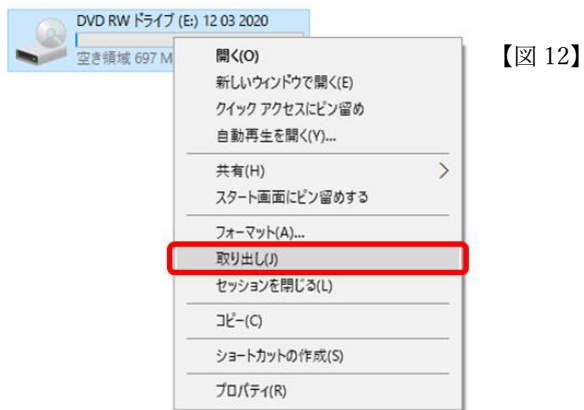 DVD RW ドライブ (E:) 12 03 2020
空き領域 697 M
【図 12】
開く(O)
新しいウィンドウで開く(E)
クイック アクセスにピン留め
自動再生を開く(Y)...
共有(H)
スタート画面にピン留めする
フォーマット(A)...
取り出し(J)
セッションを閉じる(L)
コピー(C)
ショートカットの作成(S)
プロパティ(R)